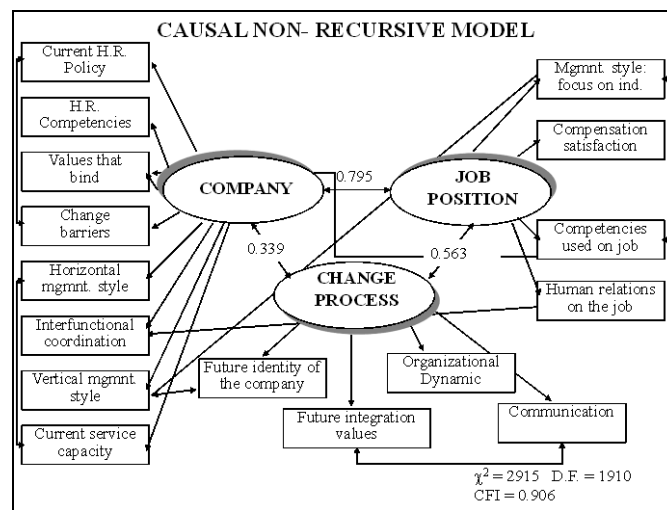 CAUSAL NON- RECURSIVE MODEL
Current H.R.
Policy
H.R.
Competencies
Values that
bind
Change
barriers
Horizontal
mgmnt. style
Interfunctional
coordination
Vertical mgmnt.
style
Current service
capacity
COMPANY
0.795
JOB
POSITION
0.339
0.563
CHANGE
PROCESS
Mgmnt. style:
focus on ind.
Compensation
satisfaction
Competencies
used on job
Human relations
on the job
Future identity of
the company
Organizational
Dynamic
Future integration
values
Communication
χ² = 2915 D.F. = 1910
CFI = 0.906